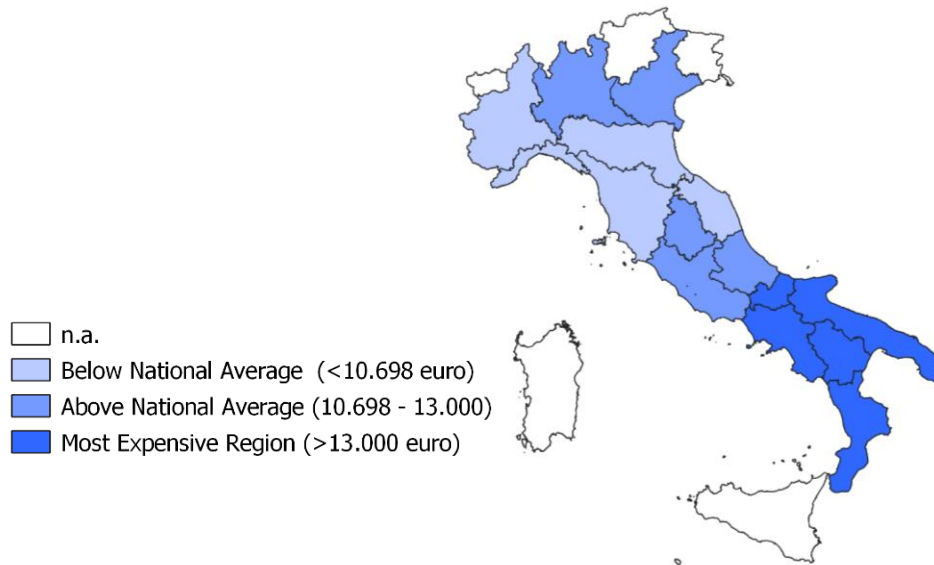 n.a.
Below National Average (<10.698 euro)
Above National Average (10.698 - 13.000)
Most Expensive Region (>13.000 euro)